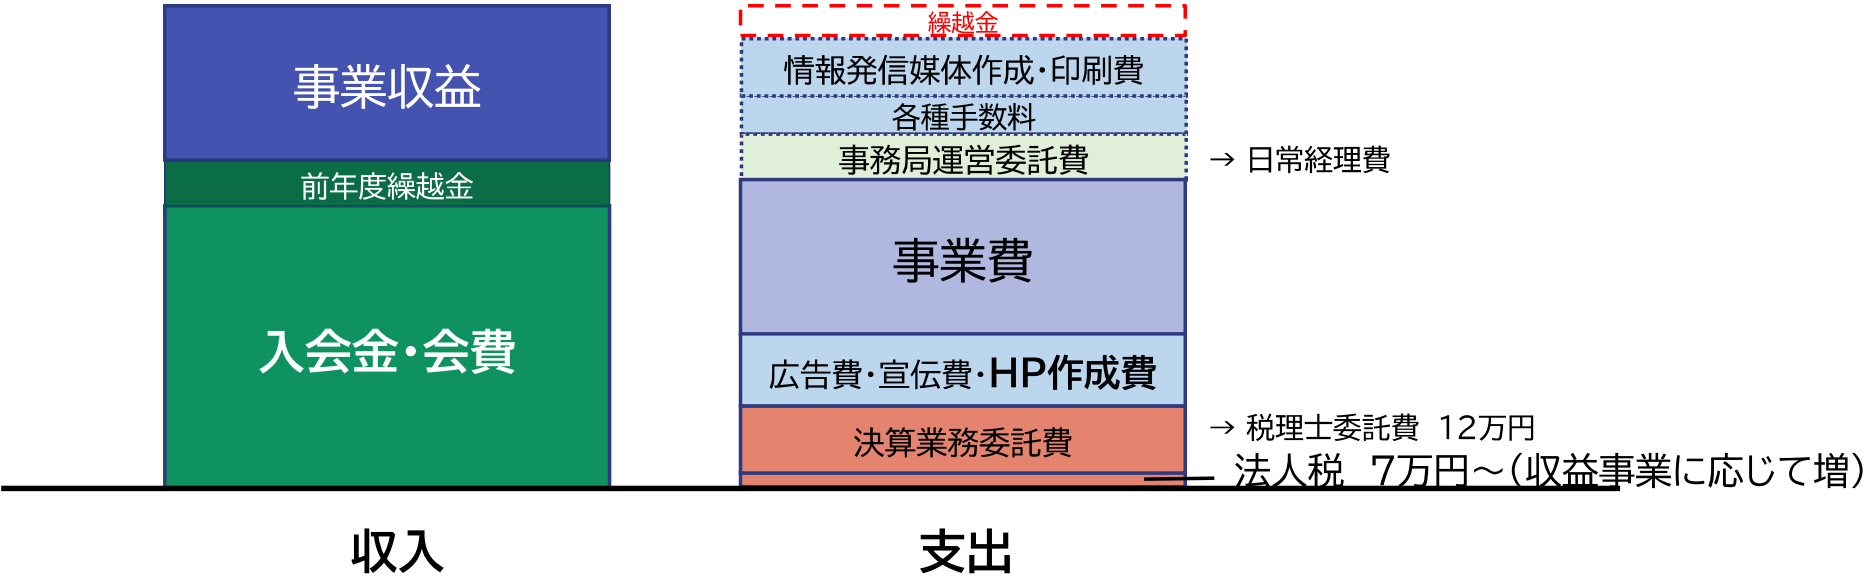 事業収益
前年度繰越金
入会金・会費
収入
繰越金
情報発信媒体作成・印刷費
各種手数料
事務局運営委託費
→ 日常経理費
事業費
広告費・宣伝費・HP作成費
決算業務委託費
→ 税理士委託費　12万円
法人税　7万円～（収益事業に応じて増）
支出